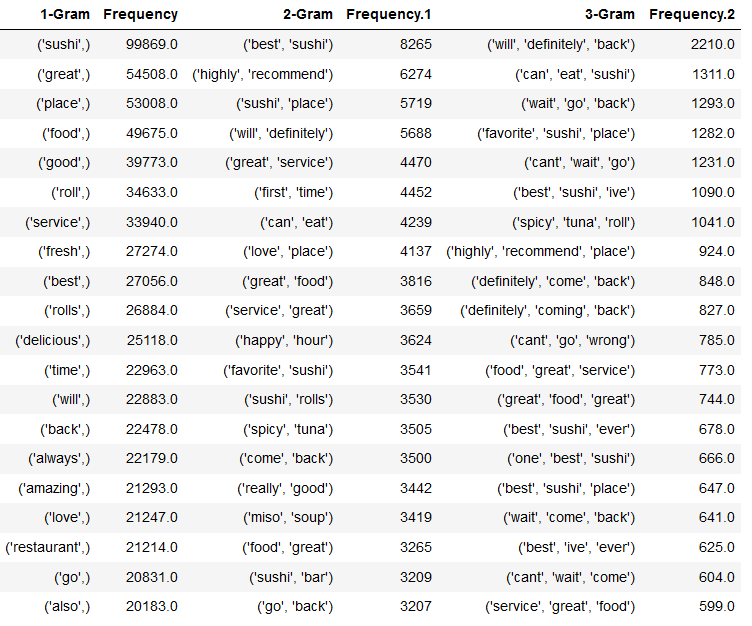 1-Gram Frequency 2-Gram Frequency.1 3-Gram Frequency.2
('sushi',) 99869.0 ('best', 'sushi') 8265 ('will', 'definitely', 'back') 2210.0
('great',) 54508.0 ('highly', 'recommend') 6274 ('can', 'eat', 'sushi') 1311.0
('place',) 53008.0 ('sushi', 'place') 5719 ('wait', 'go', 'back') 1293.0
('food',) 49675.0 ('will', 'definitely') 5688 ('favorite', 'sushi', 'place') 1282.0
('good',) 39773.0 ('great', 'service') 4470 ('cant', 'wait', 'go') 1231.0
('roll',) 34633.0 ('first', 'time') 4452 ('best', 'sushi', 'ive') 1090.0
('service',) 33940.0 ('can', 'eat') 4239 ('spicy', 'tuna', 'roll') 1041.0
('fresh',) 27274.0 ('love', 'place') 4137 ('highly', 'recommend', 'place') 924.0
('best',) 27056.0 ('great', 'food') 3816 ('definitely', 'come', 'back') 848.0
('rolls',) 26884.0 ('service', 'great') 3659 ('definitely', 'coming', 'back') 827.0
('delicious',) 25118.0 ('happy', 'hour') 3624 ('cant', 'go', 'wrong') 785.0
('time',) 22963.0 ('favorite', 'sushi') 3541 ('food', 'great', 'service') 773.0
('will',) 22883.0 ('sushi', 'rolls') 3530 ('great', 'food', 'great') 744.0
('back',) 22478.0 ('spicy', 'tuna') 3505 ('best', 'sushi', 'ever') 678.0
('always',) 22179.0 ('come', 'back') 3500 ('one', 'best', 'sushi') 666.0
('amazing',) 21293.0 ('really', 'good') 3442 ('best', 'sushi', 'place') 647.0
('love',) 21247.0 ('miso', 'soup') 3419 ('wait', 'come', 'back') 641.0
('restaurant',) 21214.0 ('food', 'great') 3265 ('best', 'ive', 'ever') 625.0
('go',) 20831.0 ('sushi', 'bar') 3209 ('cant', 'wait', 'come') 604.0
('also',) 20183.0 ('go', 'back') 3207 ('service', 'great', 'food') 599.0